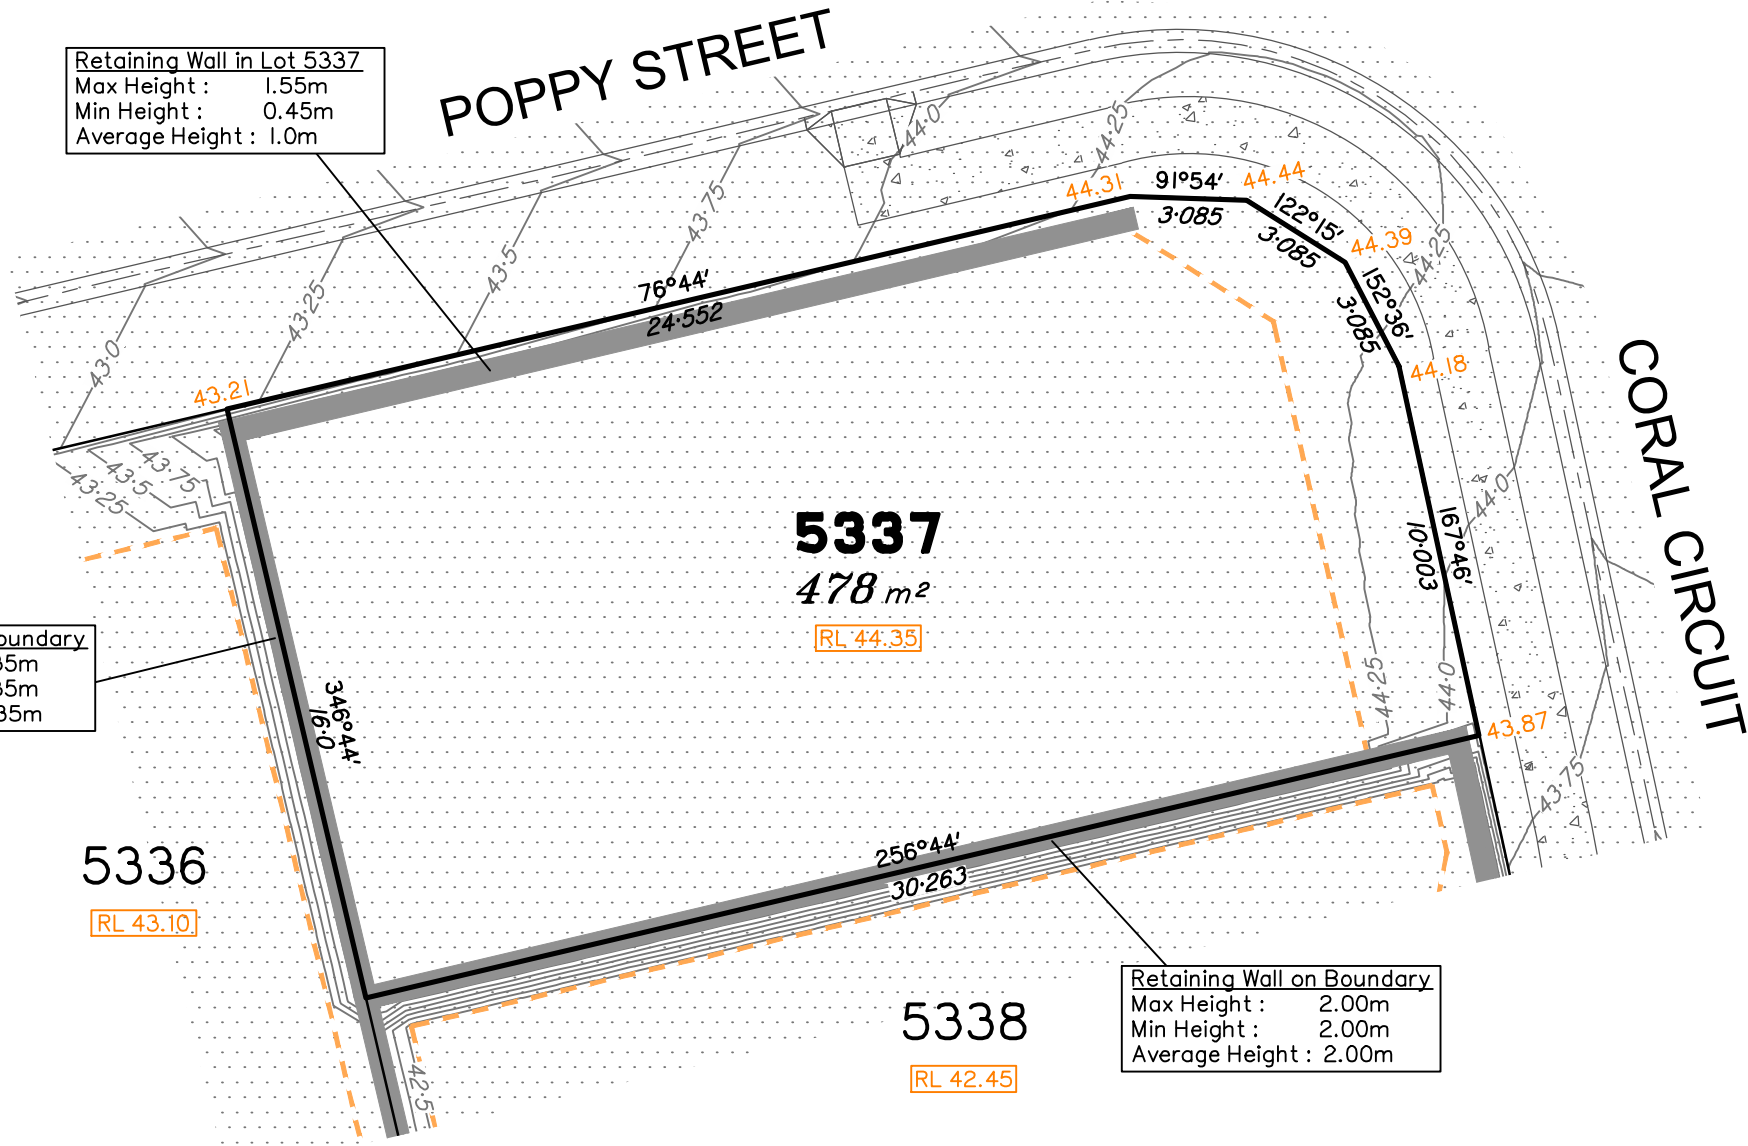 POPPY STREET
Retaining Wall in Lot 5337
Max Height : 1.55m
Min Height : 0.45m
Average Height : 1.0m
44·0
44·25
43·75
43·5
43·25
43·0
44.31
91°54'
3·085
44.44
122°15'
3·085
44.39
44·25
152°36'
3·085
44.18
76°44'
24·552
43.21
43·75
43·5
43·25
CORAL CIRCUIT
5337
478 m²
RL 44.35
167°46'
10·003
44·0
44·25
44·0
43.87
43·75
oundary
35m
35m
35m
346°44'
16·0
256°44'
30·263
5336
RL 43.10
5338
RL 42.45
42·5
Retaining Wall on Boundary
Max Height : 2.00m
Min Height : 2.00m
Average Height : 2.00m